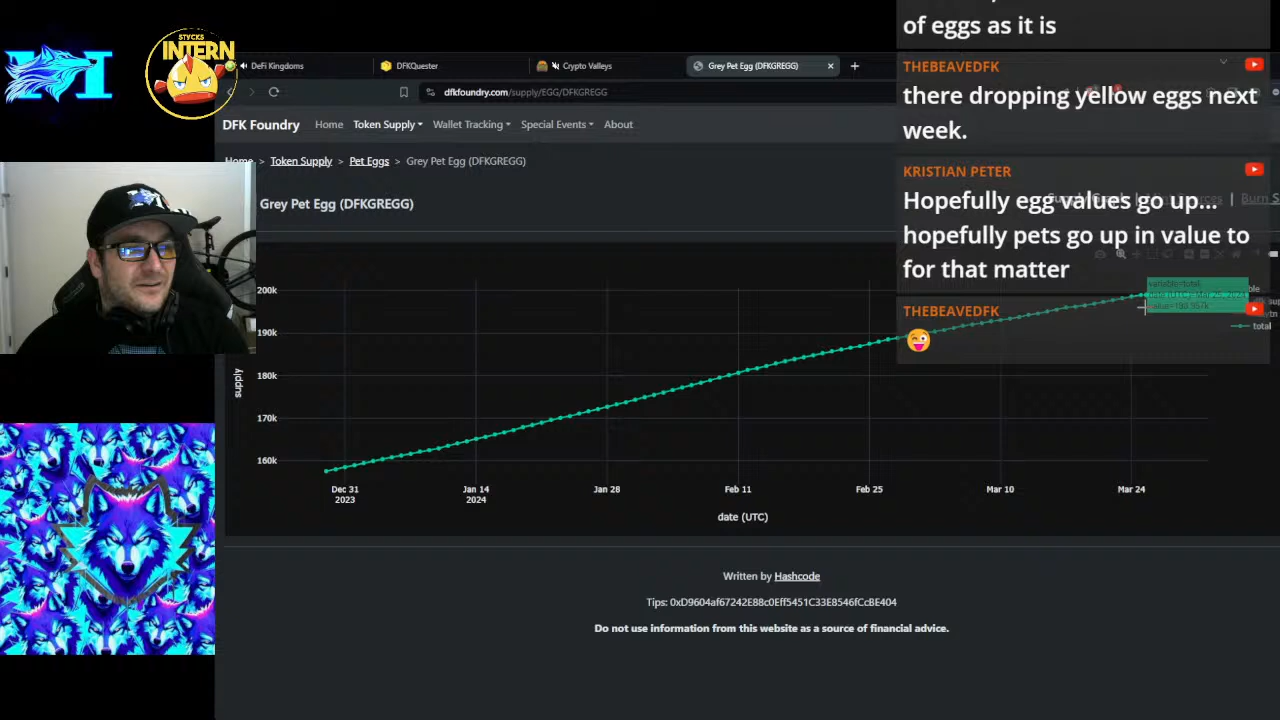 STYCKS
INTERN
of eggs as it is
DeFi Kingdoms
DFKQuester
Crypto Valleys
Grey Pet Egg (DFKGREGG)
THEBEAVEDFK
dfkfoundry.com/supply/EGG/DFKGREGG
there dropping yellow eggs next
week.
DFK Foundry
Home
Token Supply
Wallet Tracking
Special Events
About
Home > Token Supply > Pet Eggs > Grey Pet Egg (DFKGREGG)
KRISTIAN PETER
Hopefully egg values go up...
hopefully pets go up in value to
for that matter
Grey Pet Egg (DFKGREGG)
| Burn S
THEBEAVEDFK
variable=total
total
200k
190k
180k
170k
160k
supply
Dec 31
2023
Jan 14
2024
Jan 28
Feb 11
Feb 25
Mar 10
Mar 24
date (UTC)
Written by Hashcode
Tips: 0xD9604af67242E88c0Eff5451C33E8546fCcBE404
Do not use information from this website as a source of financial advice.